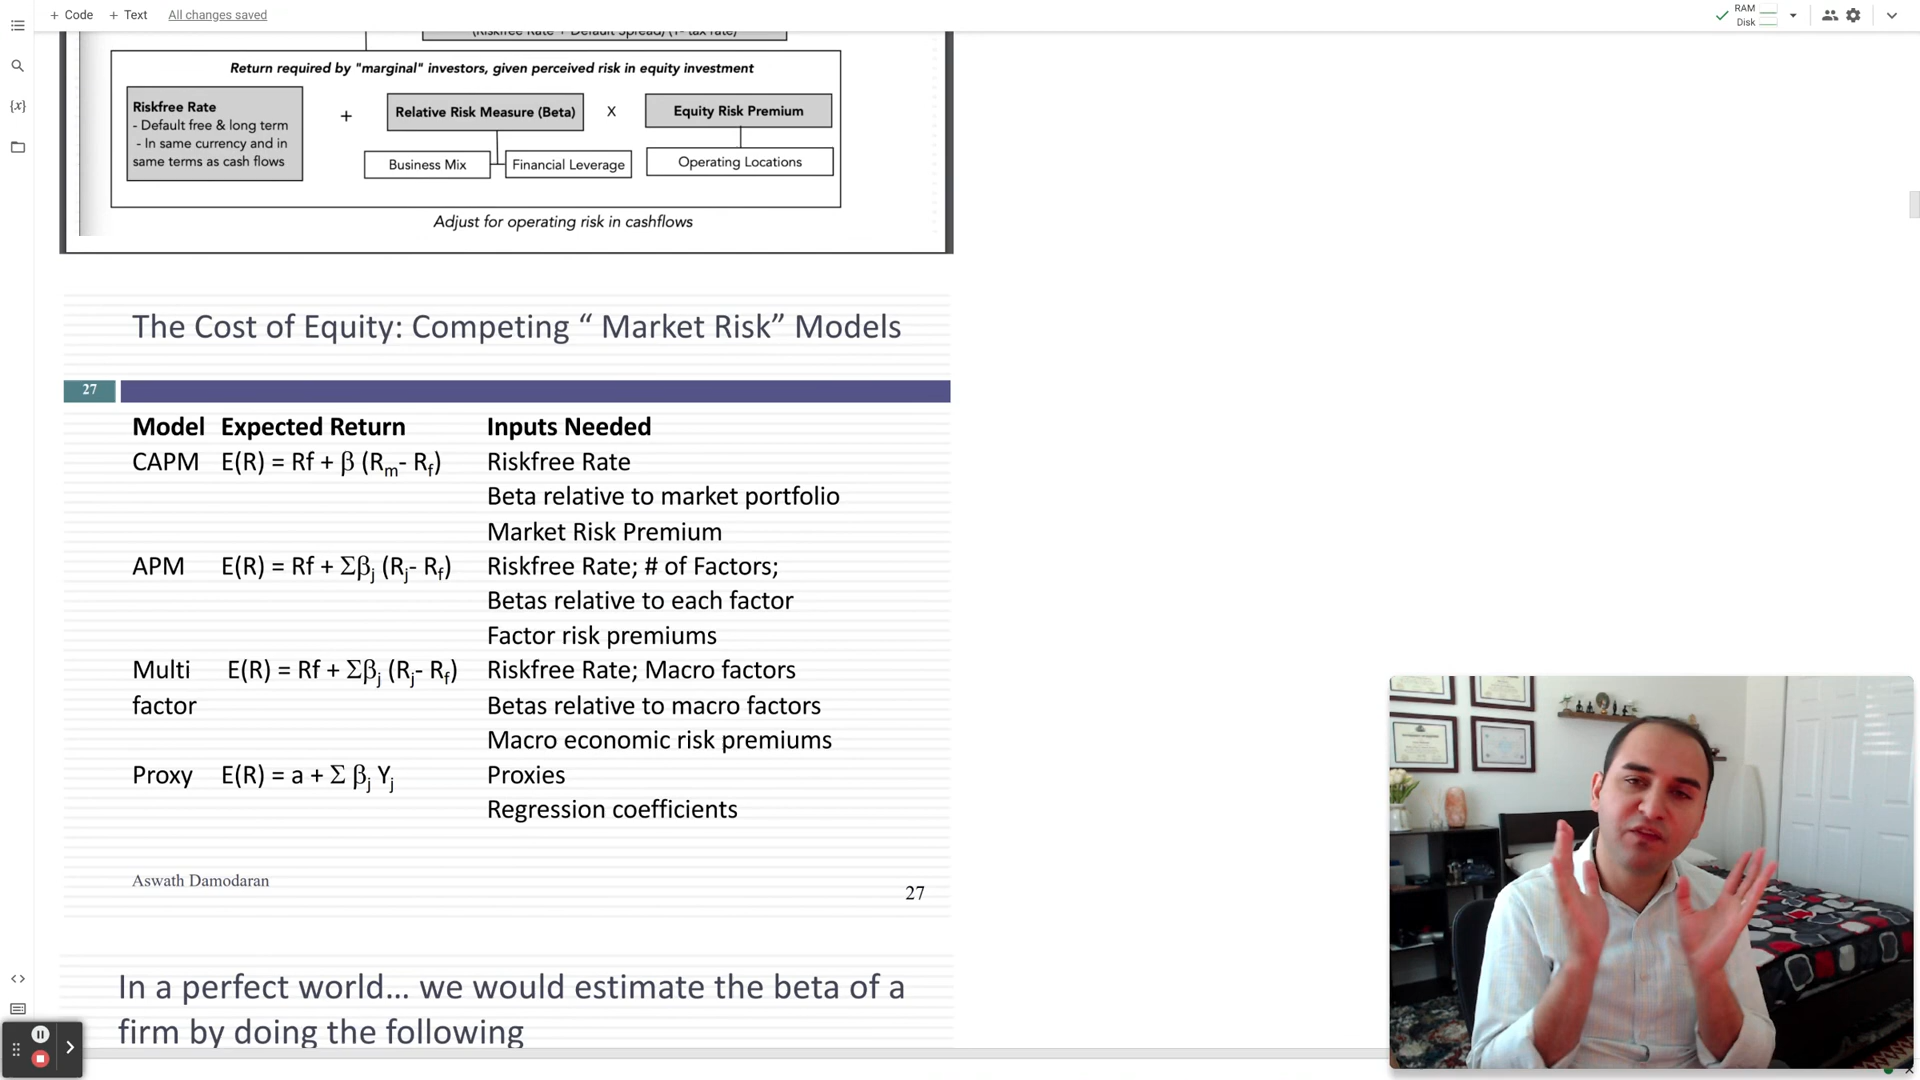 + Code + Text All changes saved
RAM
Disk
(Riskfree Rate + Default Spread) (1- tax rate)
Return required by "marginal" investors, given perceived risk in equity investment
Riskfree Rate
- Default free & long term
- In same currency and in
same terms as cash flows
+
Relative Risk Measure (Beta)
X
Equity Risk Premium
Business Mix
Financial Leverage
Operating Locations
Adjust for operating risk in cashflows
The Cost of Equity: Competing “ Market Risk” Models
27
Model Expected Return Inputs Needed
CAPM E(R) = Rf + β (Rm- Rf) Riskfree Rate
Beta relative to market portfolio
Market Risk Premium
APM E(R) = Rf + Σβj (Rj- Rf) Riskfree Rate; # of Factors;
Betas relative to each factor
Factor risk premiums
Multi E(R) = Rf + Σβj (Rj- Rf) Riskfree Rate; Macro factors
factor Betas relative to macro factors
Macro economic risk premiums
Proxy E(R) = a + Σ βj Yj Proxies
Regression coefficients
Aswath Damodaran
27
In a perfect world... we would estimate the beta of a
firm by doing the following